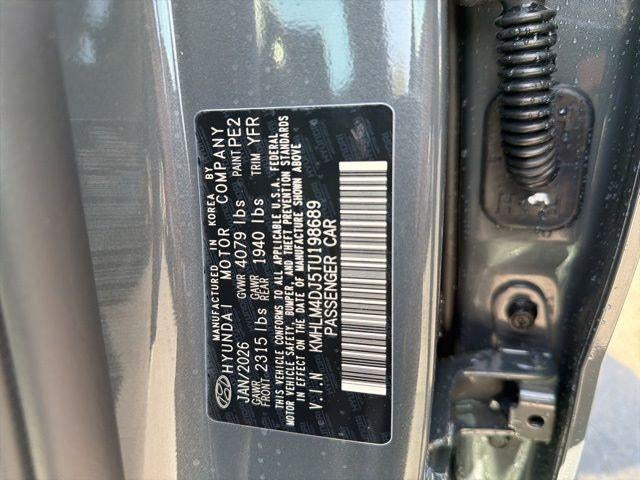 MANUFACTURED IN KOREA BY
HYUNDAI MOTOR COMPANY
JAN/2026 GVWR 4079 lbs PAINT PE2
GAWR FRONT 2315 lbs GAWR REAR 1940 lbs TRIM YFR
THIS VEHICLE CONFORMS TO ALL APPLICABLE U.S.A. FEDERAL
MOTOR VEHICLE SAFETY, BUMPER, AND THEFT PREVENTION STANDARDS
IN EFFECT ON THE DATE OF MANUFACTURE SHOWN ABOVE
V.I.N KMHLM4DJ5TU198689
PASSENGER CAR